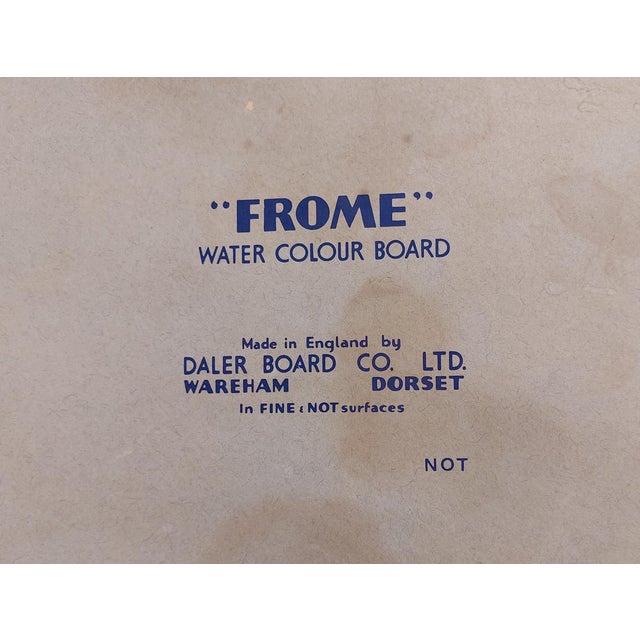 "FROME"
WATER COLOUR BOARD
Made in England by
DALER BOARD CO. LTD.
WAREHAM DORSET
In FINE & NOT surfaces
NOT